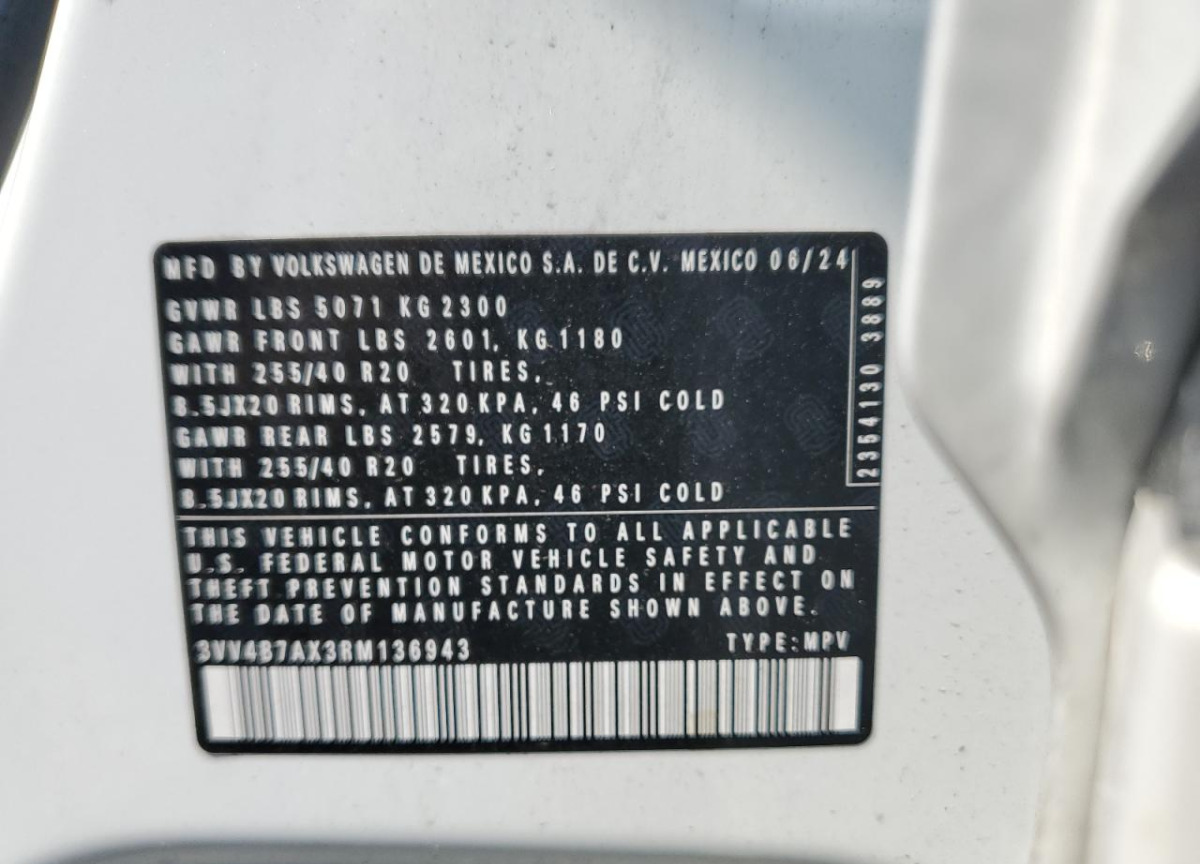 MFD BY VOLKSWAGEN DE MEXICO S.A. DE C.V. MEXICO 06/24
GVWR LBS 5071 KG 2300
GAWR FRONT LBS 2601, KG 1180
WITH 255/40 R20 TIRES,
8.5JX20 RIMS, AT 320 KPA, 46 PSI COLD
GAWR REAR LBS 2579, KG 1170
WITH 255/40 R20 TIRES,
8.5JX20 RIMS, AT 320 KPA, 46 PSI COLD
2354130 3889
THIS VEHICLE CONFORMS TO ALL APPLICABLE
U.S. FEDERAL MOTOR VEHICLE SAFETY AND
THEFT PREVENTION STANDARDS IN EFFECT ON
THE DATE OF MANUFACTURE SHOWN ABOVE.
3VV4B7AX3RM136943 TYPE: MPV